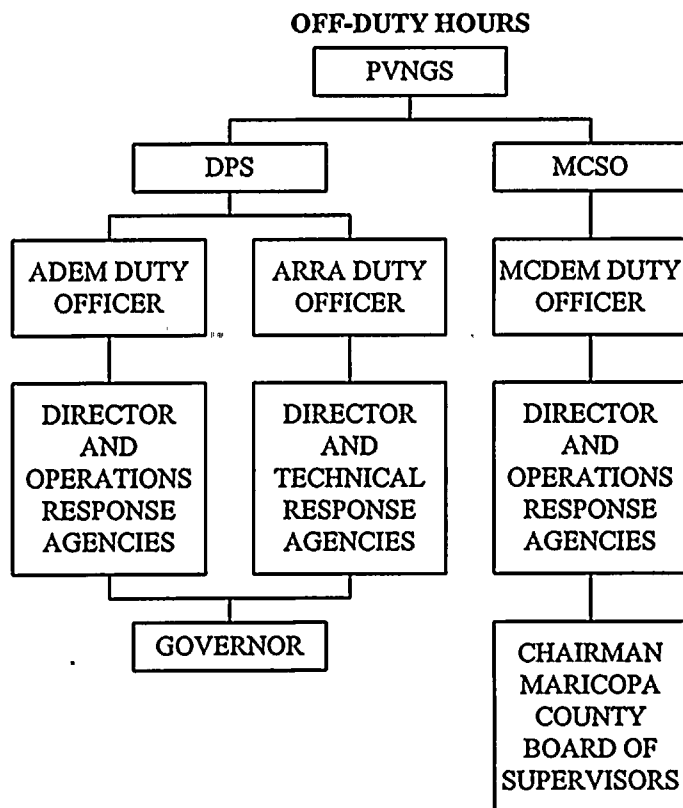 OFF-DUTY HOURS
PVNGS
DPS
MCSO
ADEM DUTY
OFFICER
ARRA DUTY
OFFICER
MCDEM DUTY
OFFICER
DIRECTOR
AND
OPERATIONS
RESPONSE
AGENCIES
DIRECTOR
AND
TECHNICAL
RESPONSE
AGENCIES
DIRECTOR
AND
OPERATIONS
RESPONSE
AGENCIES
GOVERNOR
CHAIRMAN
MARICOPA
COUNTY
BOARD OF
SUPERVISORS